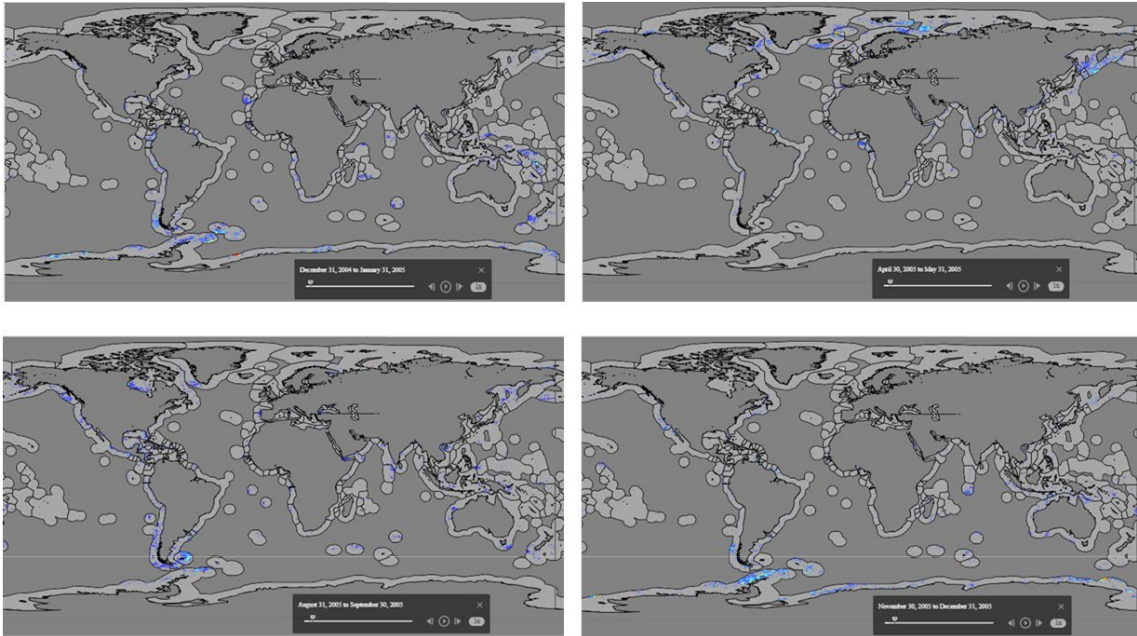 December 31, 2004 to January 31, 2005
1x
April 30, 2005 to May 31, 2005
1x
August 31, 2005 to September 30, 2005
1x
November 30, 2005 to December 31, 2005
1x